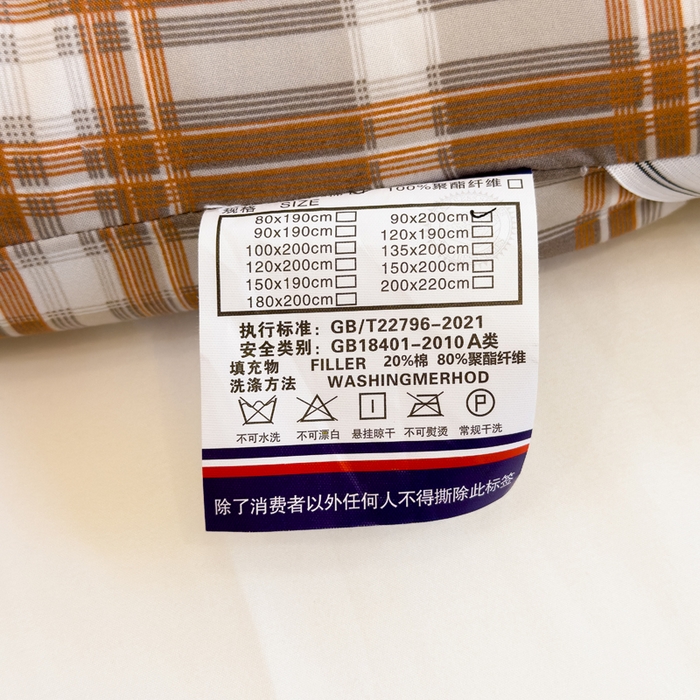 100%聚酯纤维
规格 SIZE
80x190cm 90x200cm
90x190cm 120x190cm
100x200cm 135x200cm
120x200cm 150x200cm
150x190cm 200x220cm
180x200cm
执行标准：GB/T22796-2021
安全类别：GB18401-2010 A类
填充物 FILLER 20%棉 80%聚酯纤维
洗涤方法 WASHINGMERHOD
P
不可水洗 不可漂白 悬挂晾干 不可熨烫 常规干洗
除了消费者以外任何人不得撕除此标签